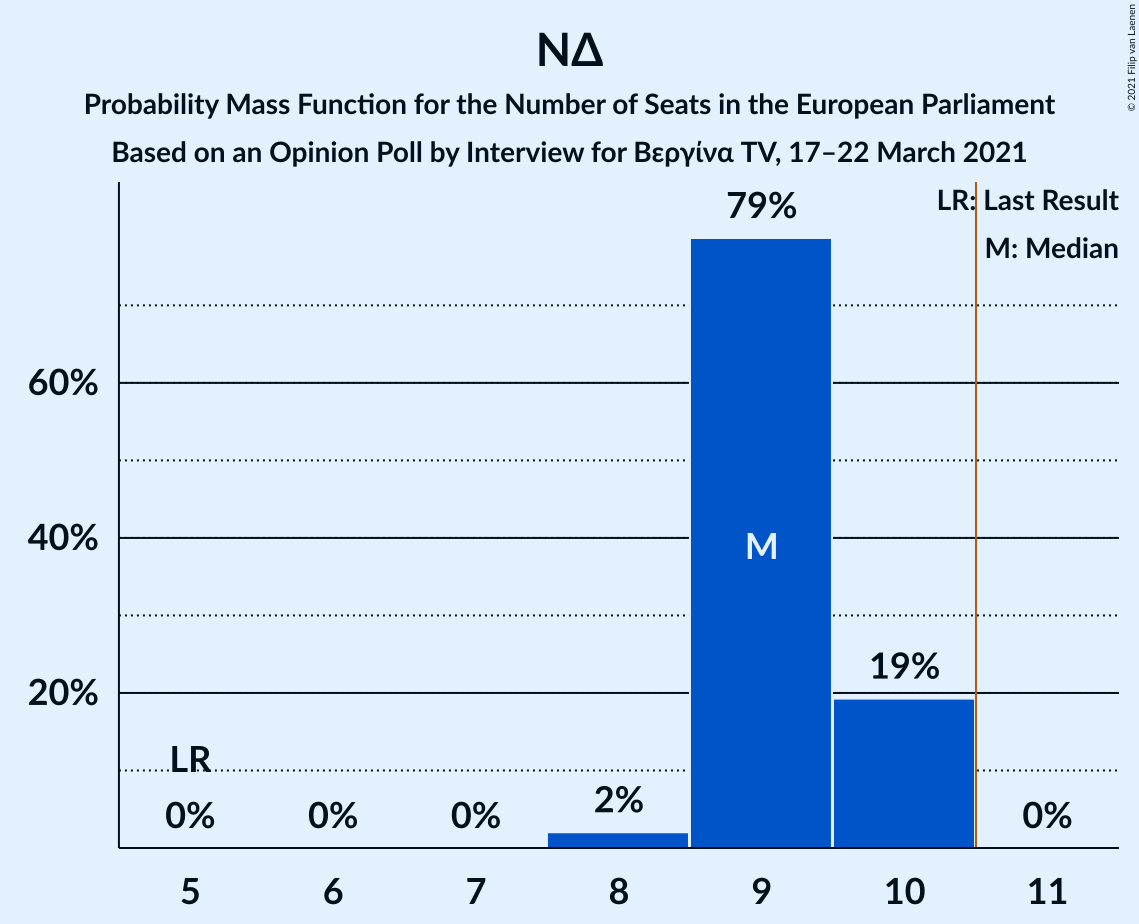 ΝΔ
Probability Mass Function for the Number of Seats in the European Parliament
Based on an Opinion Poll by Interview for Βεργίνα TV, 17–22 March 2021
© 2021 Filip van Laenen
LR: Last Result
M: Median
79%
60%
40%
M
19%
20%
LR
0%
0%
0%
2%
0%
5
6
7
8
9
10
11